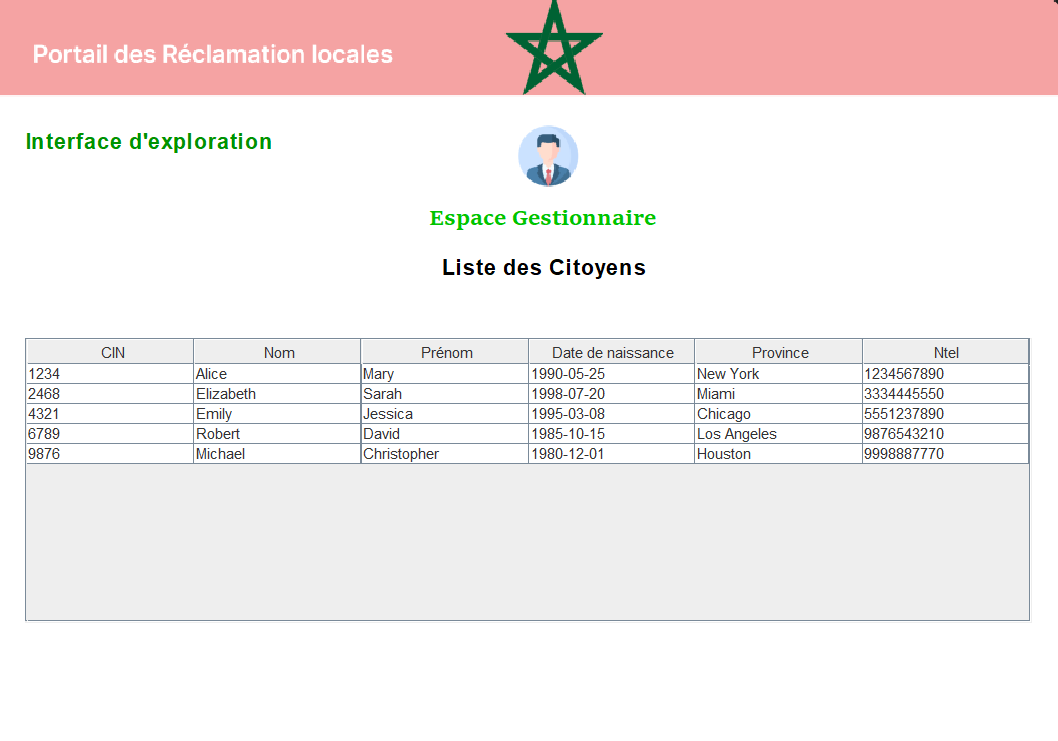 Portail des Réclamation locales
Interface d'exploration
Espace Gestionnaire
Liste des Citoyens
CIN Nom Prénom Date de naissance Province Ntel
1234 Alice Mary 1990-05-25 New York 1234567890
2468 Elizabeth Sarah 1998-07-20 Miami 3334445550
4321 Emily Jessica 1995-03-08 Chicago 5551237890
6789 Robert David 1985-10-15 Los Angeles 9876543210
9876 Michael Christopher 1980-12-01 Houston 9998887770